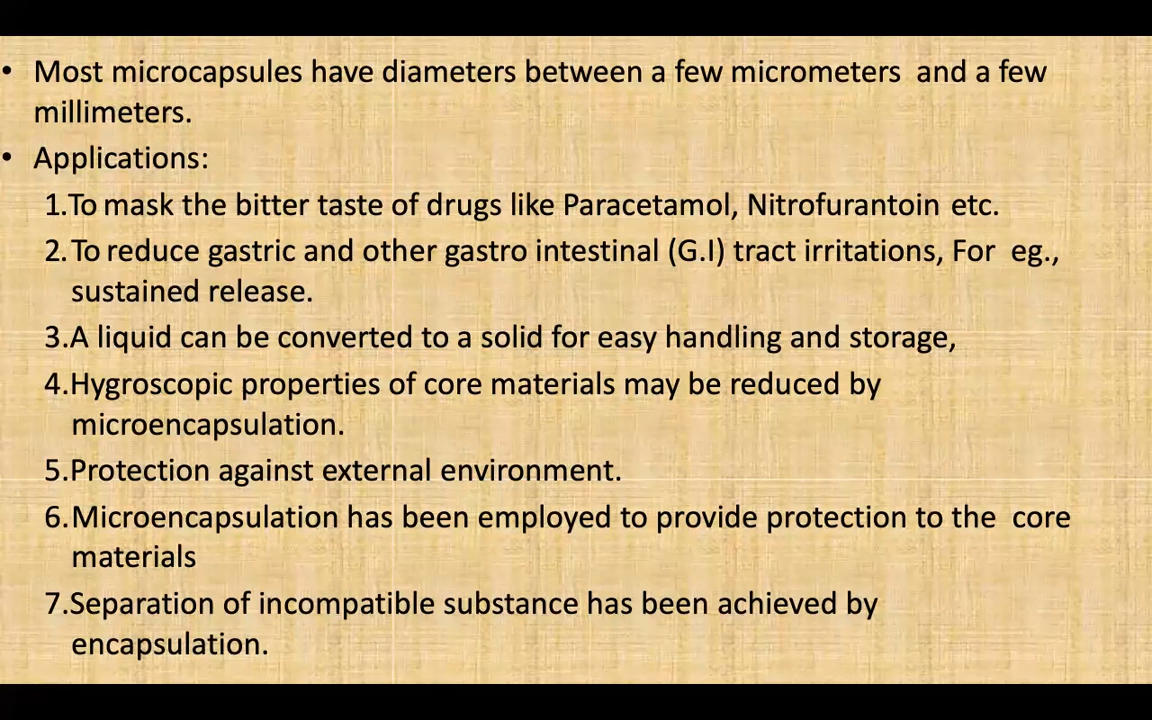 • Most microcapsules have diameters between a few micrometers and a few
millimeters.
• Applications:
1.To mask the bitter taste of drugs like Paracetamol, Nitrofurantoin etc.
2. To reduce gastric and other gastro intestinal (G.I) tract irritations, For eg.,
sustained release.
3.A liquid can be converted to a solid for easy handling and storage,
4.Hygroscopic properties of core materials may be reduced by
microencapsulation.
5.Protection against external environment.
6.Microencapsulation has been employed to provide protection to the core
materials
7.Separation of incompatible substance has been achieved by
encapsulation.